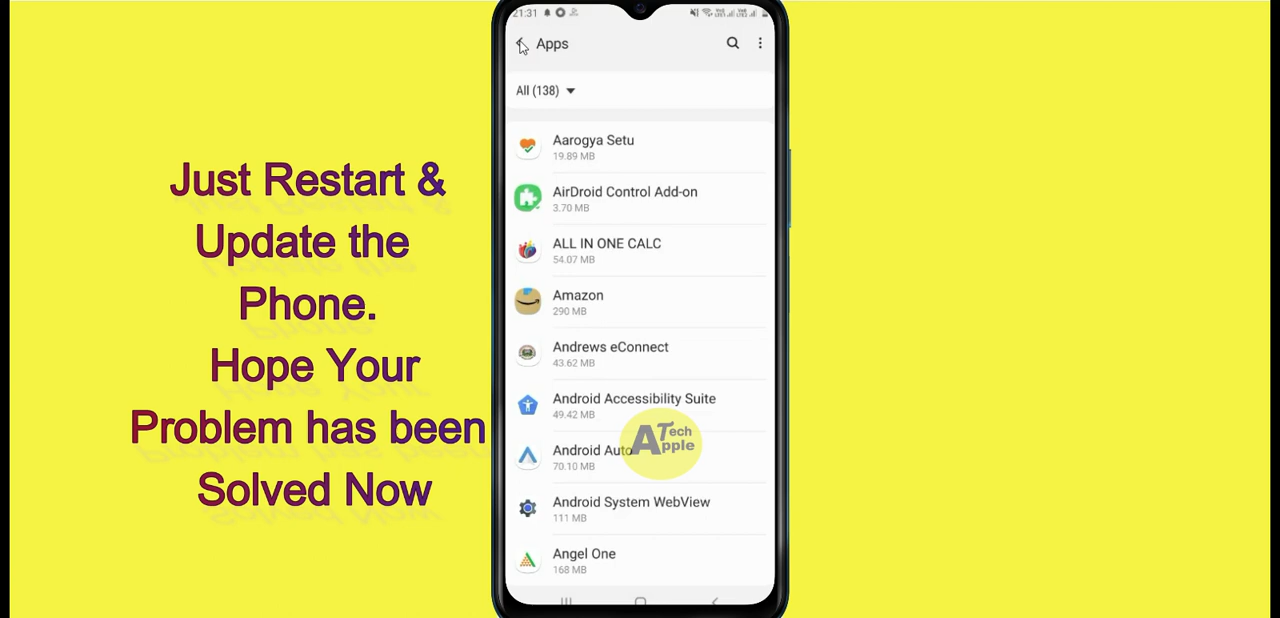 Just Restart &
Update the
Phone.
Hope Your
Problem has been
Solved Now
21:31
Apps
All (138)
Aarogya Setu
19.89 MB
AirDroid Control Add-on
3.70 MB
ALL IN ONE CALC
54.07 MB
Amazon
290 MB
Andrews eConnect
43.62 MB
Android Accessibility Suite
49.42 MB
Android Auto
70.10 MB
Android System WebView
111 MB
Angel One
168 MB
A Tech
Apple